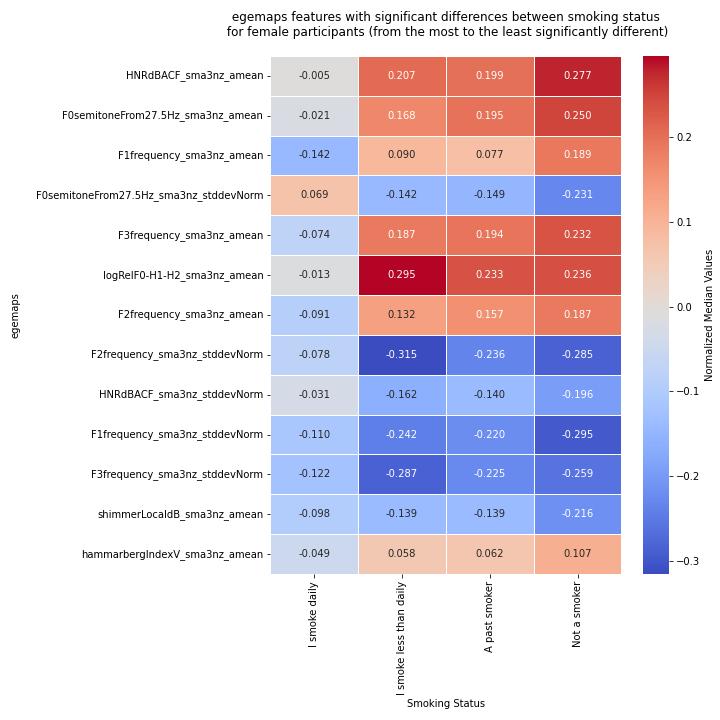 egemaps features with significant differences between smoking status
for female participants (from the most to the least significantly different)
HNRdBACF_sma3nz_amean -0.005 0.207 0.199 0.277
F0semitoneFrom27.5Hz_sma3nz_amean -0.021 0.168 0.195 0.250
F1frequency_sma3nz_amean -0.142 0.090 0.077 0.189
F0semitoneFrom27.5Hz_sma3nz_stddevNorm 0.069 -0.142 -0.149 -0.231
F3frequency_sma3nz_amean -0.074 0.187 0.194 0.232
logRelF0-H1-H2_sma3nz_amean -0.013 0.295 0.233 0.236
F2frequency_sma3nz_amean -0.091 0.132 0.157 0.187
F2frequency_sma3nz_stddevNorm -0.078 -0.315 -0.236 -0.285
HNRdBACF_sma3nz_stddevNorm -0.031 -0.162 -0.140 -0.196
F1frequency_sma3nz_stddevNorm -0.110 -0.242 -0.220 -0.295
F3frequency_sma3nz_stddevNorm -0.122 -0.287 -0.225 -0.259
shimmerLocaldB_sma3nz_amean -0.098 -0.139 -0.139 -0.216
hammarbergIndexV_sma3nz_amean -0.049 0.058 0.062 0.107
egemaps
I smoke daily
I smoke less than daily
A past smoker
Not a smoker
Smoking Status
0.2
0.1
0.0
−0.1
−0.2
−0.3
Normalized Median Values